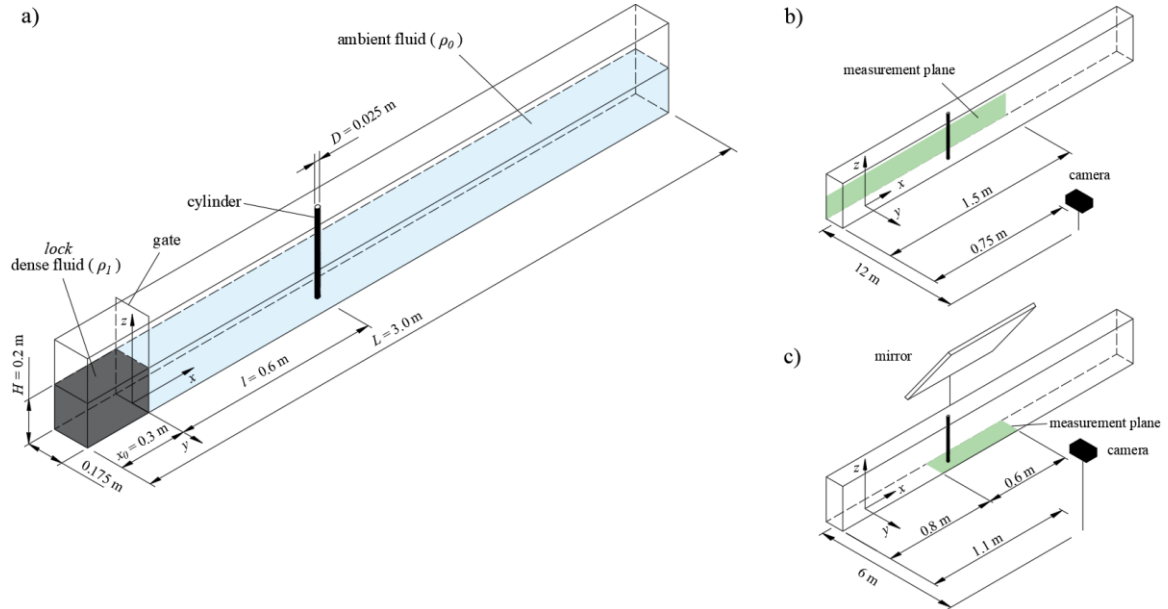 a)
ambient fluid ( ρ0 )
D = 0.025 m
cylinder
gate
lock
dense fluid ( ρ1 )
z
x
y
H = 0.2 m
0.175 m
x0 = 0.3 m
l = 0.6 m
L = 3.0 m
b)
measurement plane
z
x
y
camera
1.5 m
0.75 m
12 m
c)
mirror
measurement plane
camera
z
x
y
0.6 m
0.8 m
1.1 m
6 m